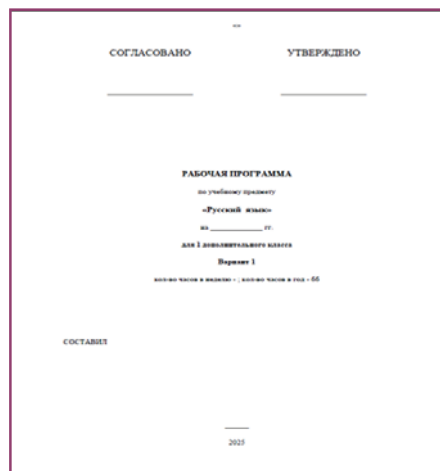 СОГЛАСОВАНО УТВЕРЖДЕНО
РАБОЧАЯ ПРОГРАММА
по учебному предмету
«Русский язык»
на ____________ гг.
для 1 дополнительного класса
Вариант 1
кол-во часов в неделю - ; кол-во часов в год - 66
СОСТАВИЛ
2025